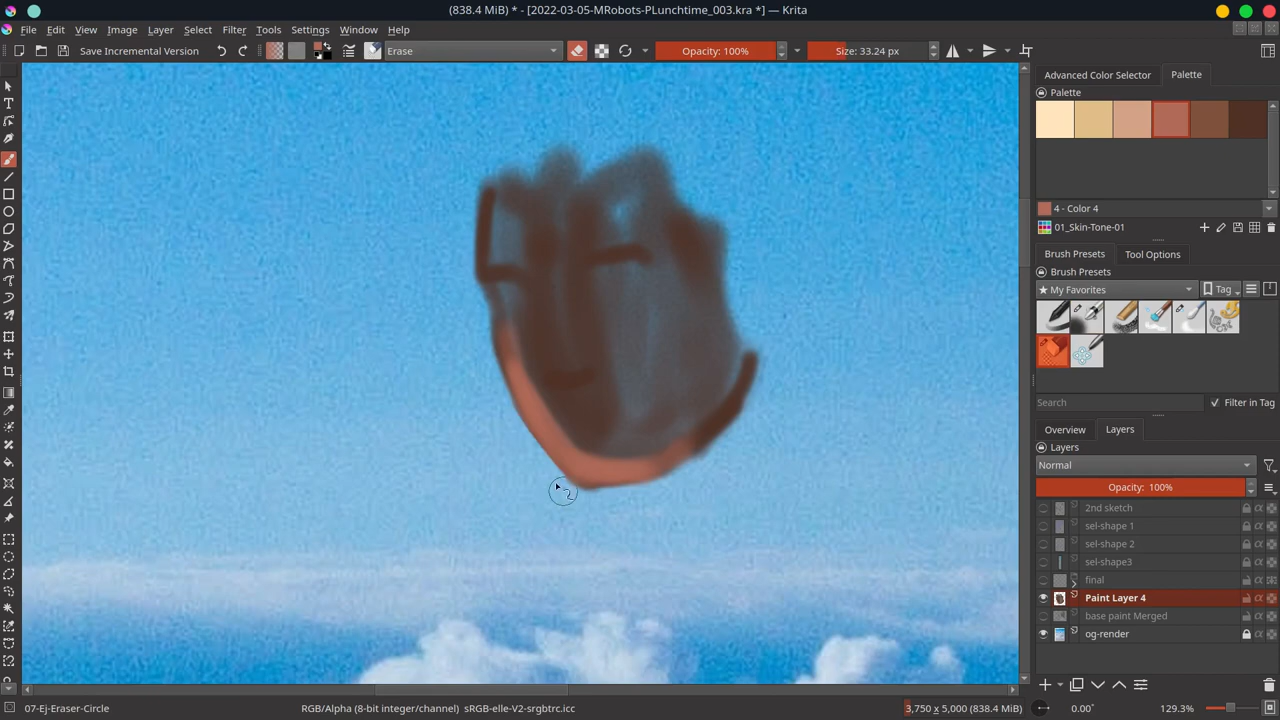 (838.4 MiB) * - [2022-03-05-MRobots-PLunchtime_003.kra *] — Krita
File Edit View Image Layer Select Filter Tools Settings Window Help
Save Incremental Version Erase Opacity: 100% Size: 33.24 px
Advanced Color Selector Palette
Palette
4 - Color 4
01_Skin-Tone-01
Brush Presets Tool Options
Brush Presets
★ My Favorites Tag
Search Filter in Tag
Overview Layers
Layers
Normal
Opacity: 100%
2nd sketch
sel-shape 1
sel-shape 2
sel-shape3
final
Paint Layer 4
base paint Merged
og-render
07-Ej-Eraser-Circle RGB/Alpha (8-bit integer/channel) sRGB-elle-V2-srgbtrc.icc 3,750 x 5,000 (838.4 MiB) 0.00° 129.3%